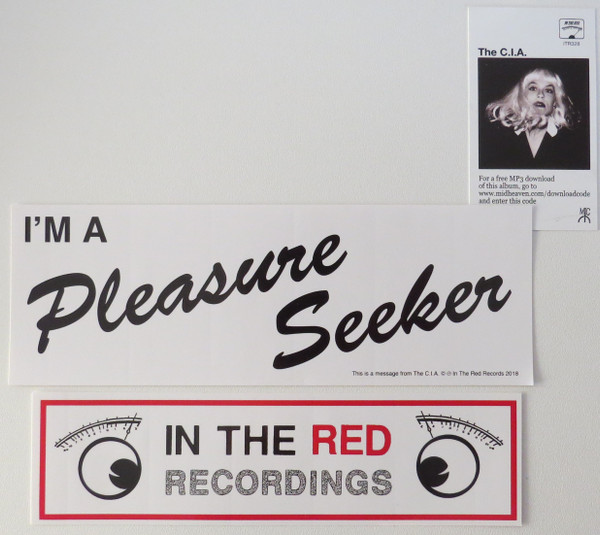 ITR328
The C.I.A.
For a free MP3 download
of this album, go to
www.midheaven.com/downloadcode
and enter this code
I'M A
Pleasure
Seeker
This is a message from The C.I.A. © ℗ In The Red Records 2018
IN THE RED
RECORDINGS